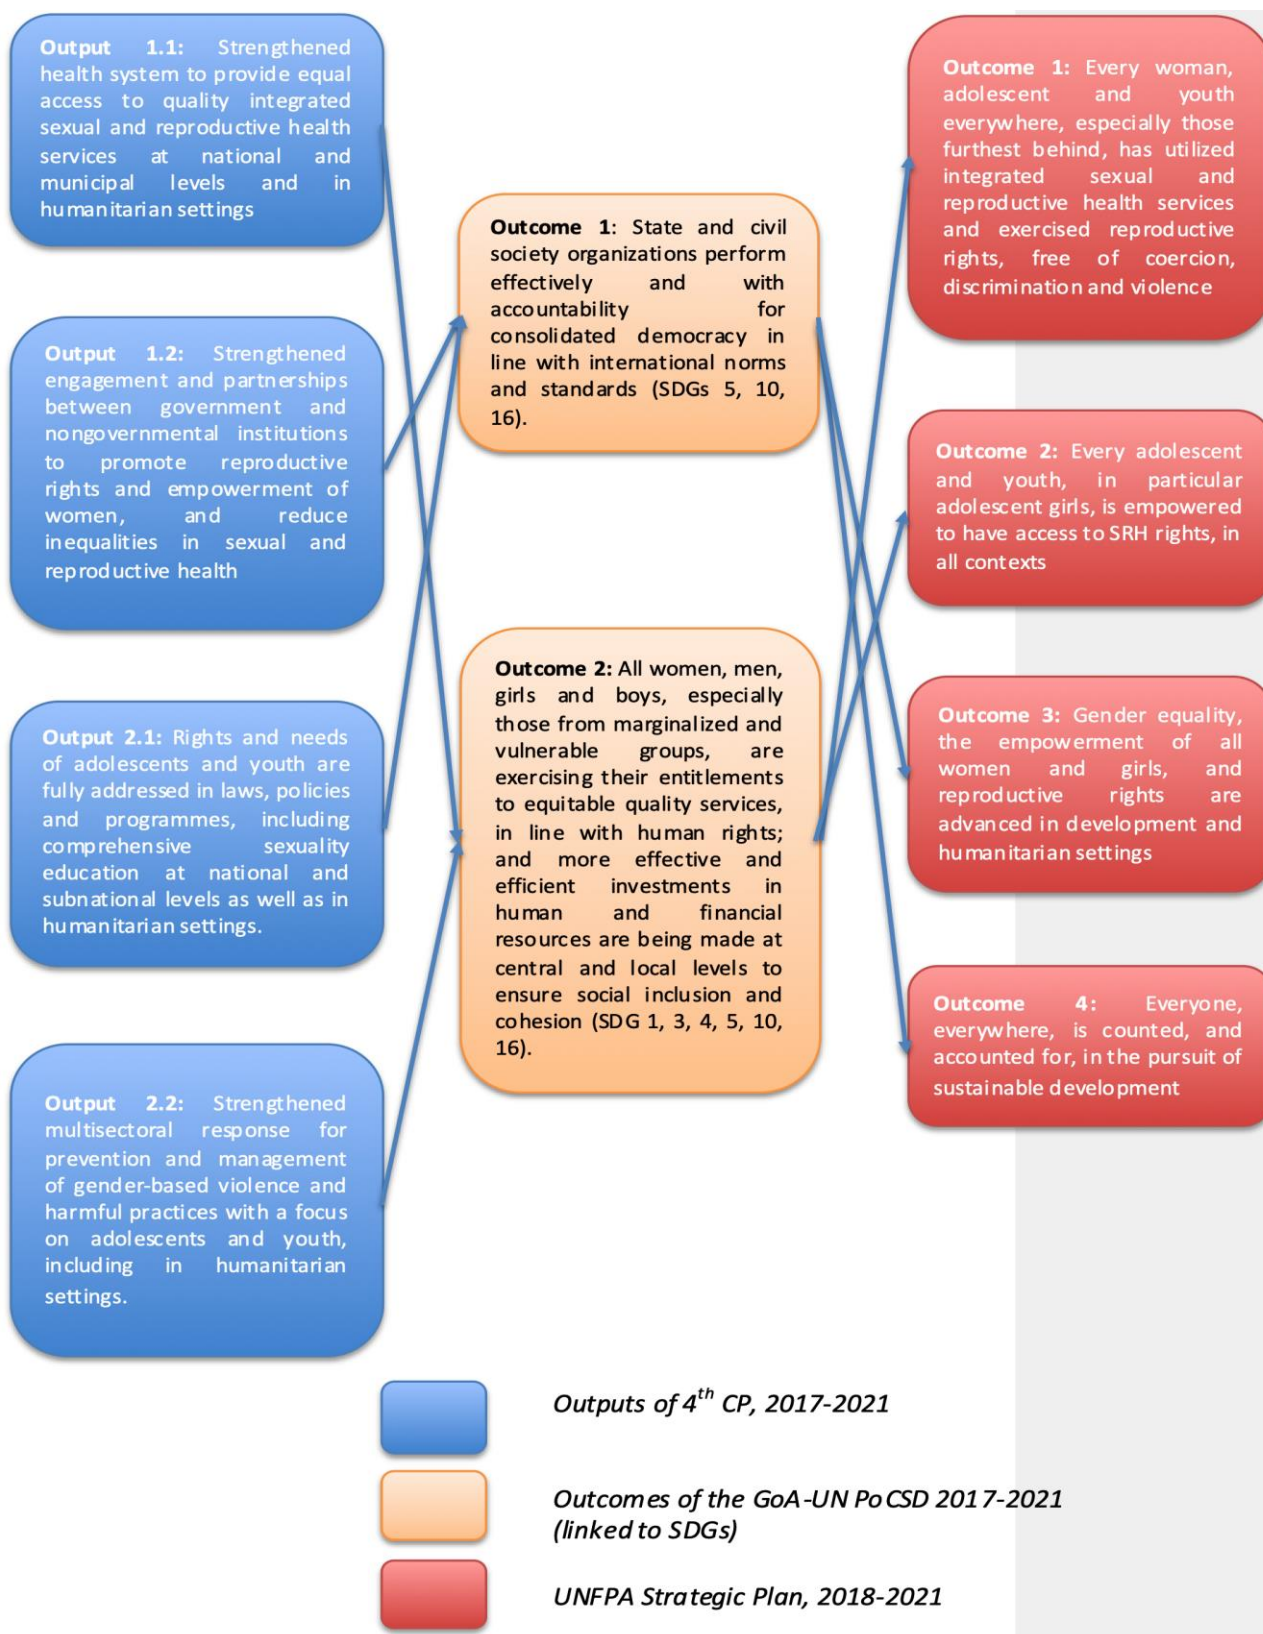 Output 1.1: Strengthened
health system to provide equal
access to quality integrated
sexual and reproductive health
services at national and
municipal levels and in
humanitarian settings
Output 1.2: Strengthened
engagement and partnerships
between government and
nongovernmental institutions
to promote reproductive
rights and empowerment of
women, and reduce
inequalities in sexual and
reproductive health
Output 2.1: Rights and needs
of adolescents and youth are
fully addressed in laws, policies
and programmes, including
comprehensive sexuality
education at national and
subnational levels as well as in
humanitarian settings.
Output 2.2: Strengthened
multisectoral response for
prevention and management
of gender-based violence and
harmful practices with a focus
on adolescents and youth,
including in humanitarian
settings.
Outcome 1: State and civil
society organizations perform
effectively and with
accountability for
consolidated democracy in
line with international norms
and standards (SDGs 5, 10,
16).
Outcome 2: All women, men,
girls and boys, especially
those from marginalized and
vulnerable groups, are
exercising their entitlements
to equitable quality services,
in line with human rights;
and more effective and
efficient investments in
human and financial
resources are being made at
central and local levels to
ensure social inclusion and
cohesion (SDG 1, 3, 4, 5, 10,
16).
Outcome 1: Every woman,
adolescent and youth
everywhere, especially those
furthest behind, has utilized
integrated sexual and
reproductive health services
and exercised reproductive
rights, free of coercion,
discrimination and violence
Outcome 2: Every adolescent
and youth, in particular
adolescent girls, is empowered
to have access to SRH rights, in
all contexts
Outcome 3: Gender equality,
the empowerment of all
women and girls, and
reproductive rights are
advanced in development and
humanitarian settings
Outcome 4: Everyone,
everywhere, is counted, and
accounted for, in the pursuit of
sustainable development
Outputs of 4th CP, 2017-2021
Outcomes of the GoA-UN PoCSD 2017-2021
(linked to SDGs)
UNFPA Strategic Plan, 2018-2021